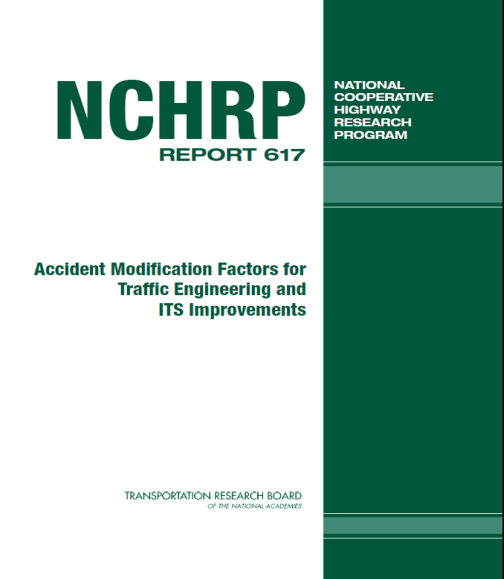 NCHRP
REPORT 617
NATIONAL
COOPERATIVE
HIGHWAY
RESEARCH
PROGRAM
Accident Modification Factors for
Traffic Engineering and
ITS Improvements
TRANSPORTATION RESEARCH BOARD
OF THE NATIONAL ACADEMIES